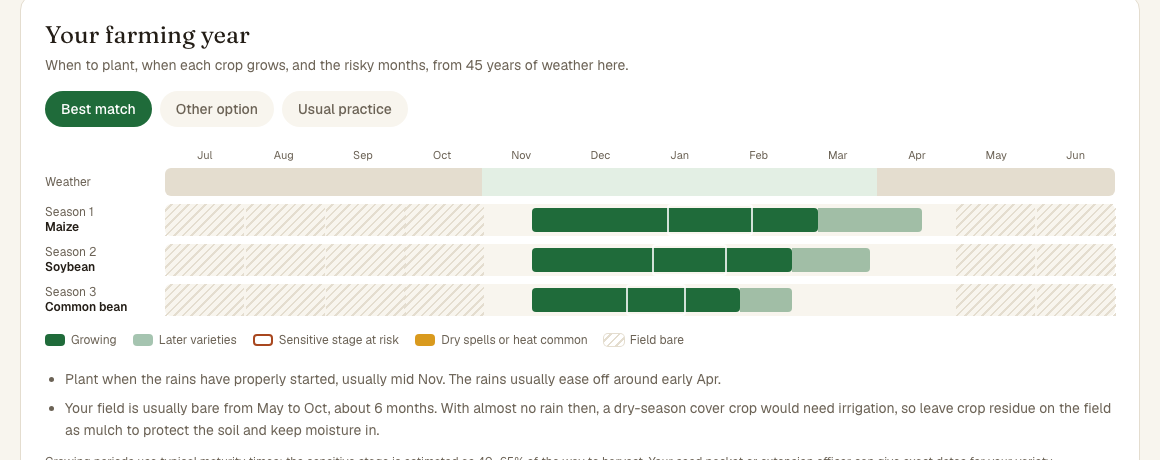 Your farming year
When to plant, when each crop grows, and the risky months, from 45 years of weather here.
Best match
Other option
Usual practice
Jul Aug Sep Oct Nov Dec Jan Feb Mar Apr May Jun
Weather
Season 1
Maize
Season 2
Soybean
Season 3
Common bean
Growing Later varieties Sensitive stage at risk Dry spells or heat common Field bare
• Plant when the rains have properly started, usually mid Nov. The rains usually ease off around early Apr.
• Your field is usually bare from May to Oct, about 6 months. With almost no rain then, a dry-season cover crop would need irrigation, so leave crop residue on the field
as mulch to protect the soil and keep moisture in.